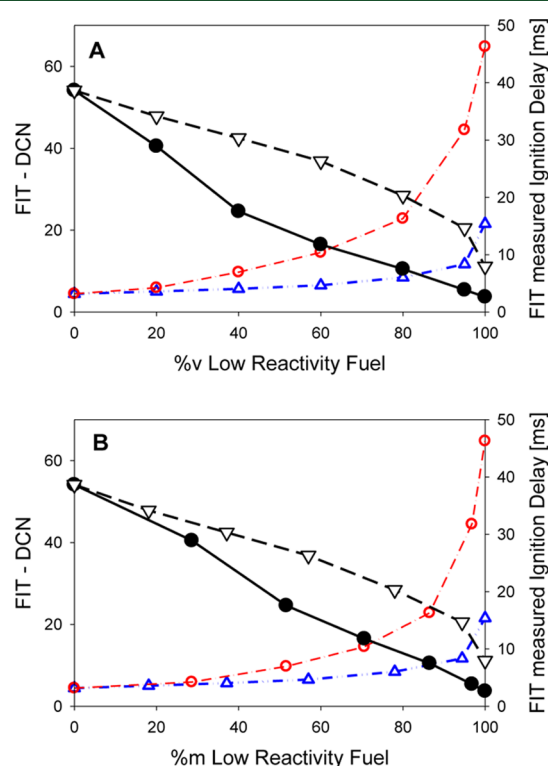 A
FIT - DCN
0
20
40
60
0
10
20
30
40
50
FIT measured Ignition Delay [ms]
0 20 40 60 80 100
%v Low Reactivity Fuel
B
FIT - DCN
0
20
40
60
0
10
20
30
40
50
FIT measured Ignition Delay [ms]
0 20 40 60 80 100
%m Low Reactivity Fuel